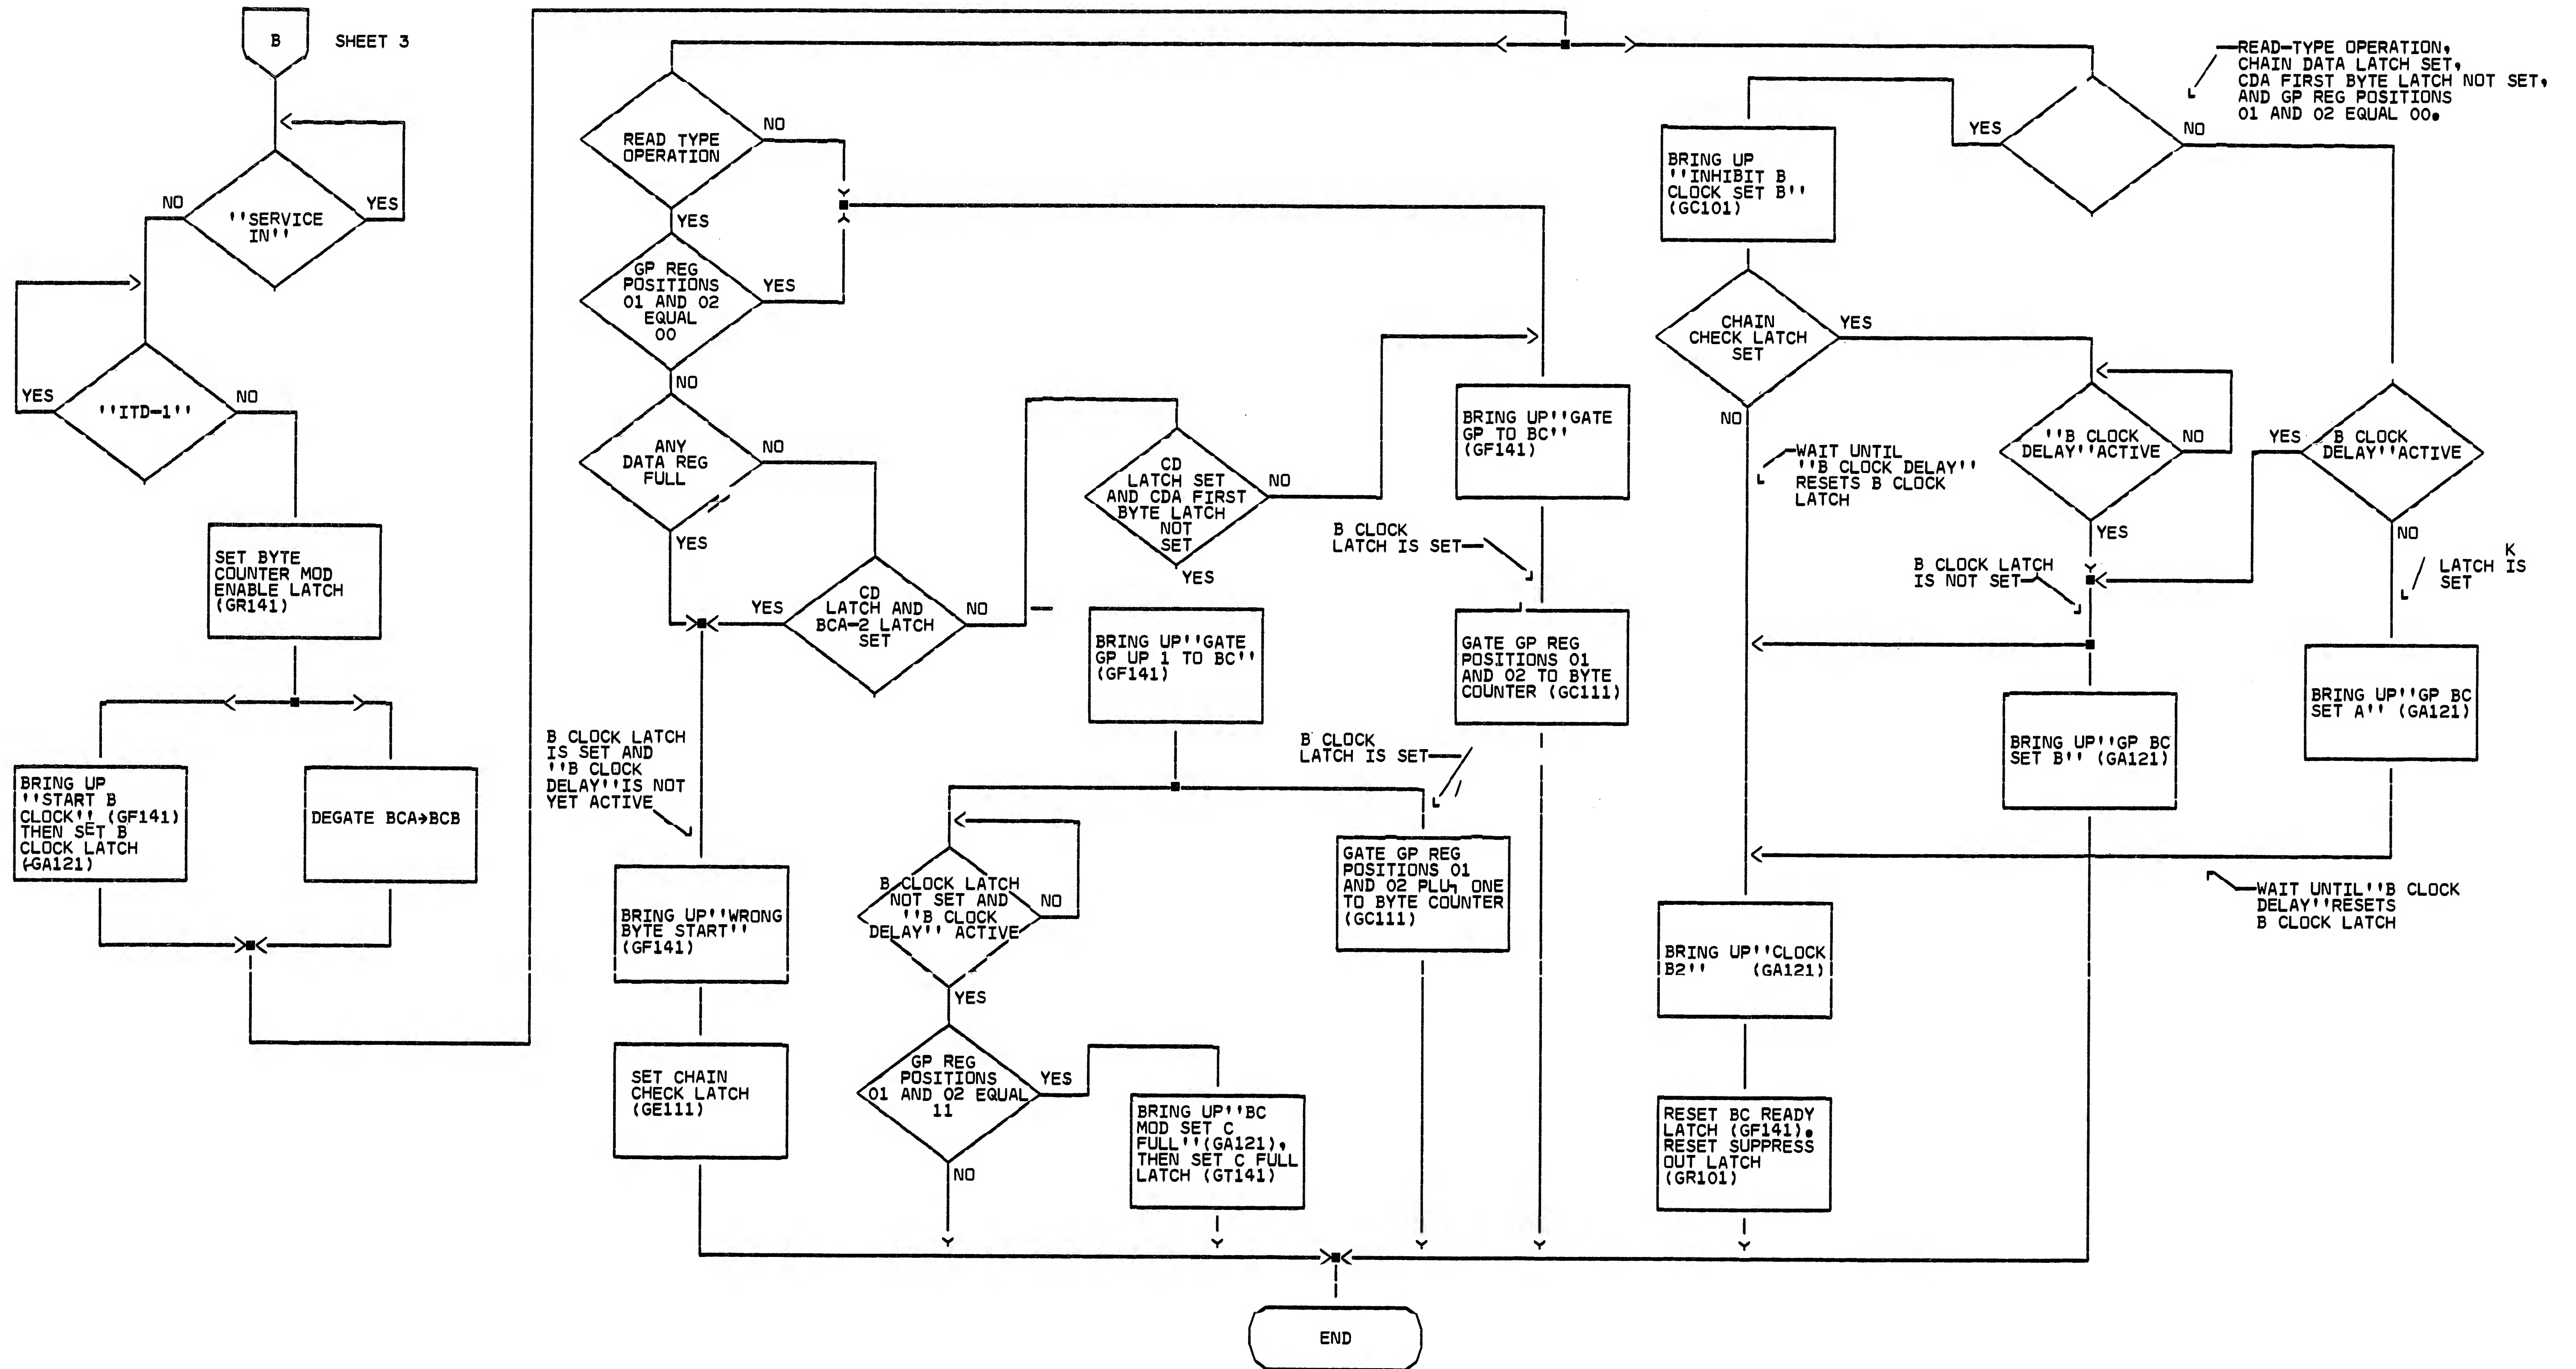 B
SHEET 3
''SERVICE
IN''
NO
YES
''ITD-1''
YES
NO
SET BYTE
COUNTER MOD
ENABLE LATCH
(GR141)
BRING UP
''START B
CLOCK'' (GF141)
THEN SET B
CLOCK LATCH
(GA121)
DEGATE BCA→BCB
READ TYPE
OPERATION
NO
YES
GP REG
POSITIONS
01 AND 02
EQUAL
00
YES
NO
ANY
DATA REG
FULL
NO
YES
CD
LATCH AND
BCA-2 LATCH
SET
YES
NO
CD
LATCH SET
AND CDA FIRST
BYTE LATCH
NOT
SET
NO
YES
B CLOCK LATCH
IS SET AND
''B CLOCK
DELAY''IS NOT
YET ACTIVE
BRING UP''WRONG
BYTE START''
(GF141)
SET CHAIN
CHECK LATCH
(GE111)
BRING UP''GATE
GP UP 1 TO BC''
(GF141)
B CLOCK LATCH
NOT SET AND
''B CLOCK
DELAY'' ACTIVE
NO
YES
GP REG
POSITIONS
01 AND 02 EQUAL
11
YES
NO
BRING UP''BC
MOD SET C
FULL''(GA121),
THEN SET C FULL
LATCH (GT141)
B CLOCK
LATCH IS SET
GATE GP REG
POSITIONS 01
AND 02 PLU ONE
TO BYTE COUNTER
(GC111)
BRING UP''GATE
GP TO BC''
(GF141)
B CLOCK
LATCH IS SET
GATE GP REG
POSITIONS 01
AND 02 TO BYTE
COUNTER (GC111)
READ-TYPE OPERATION,
CHAIN DATA LATCH SET,
CDA FIRST BYTE LATCH NOT SET,
AND GP REG POSITIONS
01 AND 02 EQUAL 00.
YES
NO
BRING UP
''INHIBIT B
CLOCK SET B''
(GC101)
CHAIN
CHECK LATCH
SET
YES
NO
WAIT UNTIL
''B CLOCK DELAY''
RESETS B CLOCK
LATCH
''B CLOCK
DELAY''ACTIVE
NO
YES
B CLOCK LATCH
IS NOT SET
B CLOCK
DELAY''ACTIVE
YES
NO
K
LATCH IS
SET
BRING UP''GP BC
SET B'' (GA121)
BRING UP''GP BC
SET A'' (GA121)
WAIT UNTIL''B CLOCK
DELAY''RESETS
B CLOCK LATCH
BRING UP''CLOCK
B2'' (GA121)
RESET BC READY
LATCH (GF141).
RESET SUPPRESS
OUT LATCH
(GR101)
END